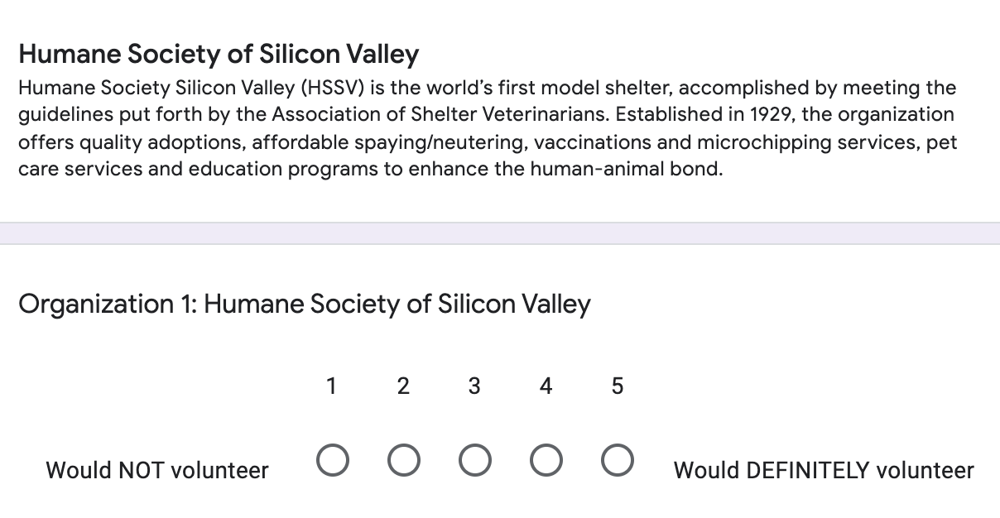 Humane Society of Silicon Valley
Humane Society Silicon Valley (HSSV) is the world’s first model shelter, accomplished by meeting the
guidelines put forth by the Association of Shelter Veterinarians. Established in 1929, the organization
offers quality adoptions, affordable spaying/neutering, vaccinations and microchipping services, pet
care services and education programs to enhance the human-animal bond.
Organization 1: Humane Society of Silicon Valley
1 2 3 4 5
Would NOT volunteer Would DEFINITELY volunteer